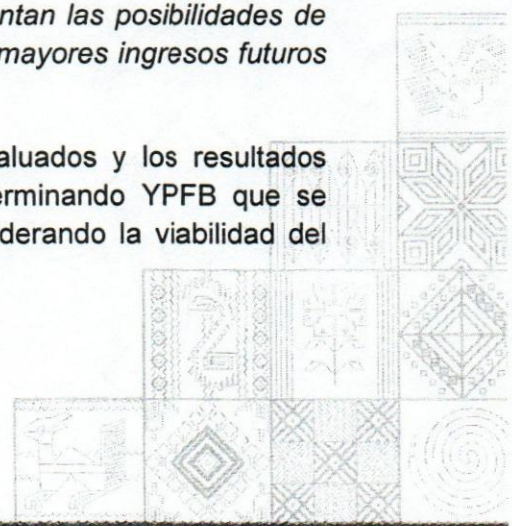 ntan las posibilidades de
mayores ingresos futuros
aluados y los resultados
erminando YPFB que se
derando la viabilidad del